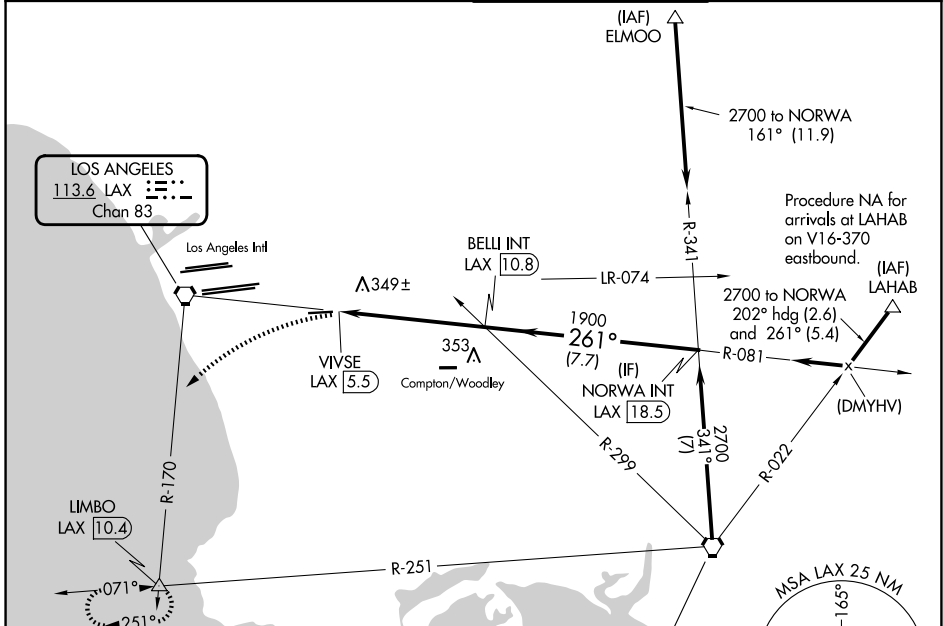 (IAF)
ELMOO
2700 to NORWA
161° (11.9)
LOS ANGELES
113.6 LAX
Chan 83
Los Angeles Intl
Procedure NA for
arrivals at LAHAB
on V16-370
eastbound.
(IAF)
LAHAB
R-341
BELLI INT
LAX 10.8
LR-074
349±
2700 to NORWA
202° hdg (2.6)
and 261° (5.4)
1900
261°
(7.7)
353
R-081
VIVSE
LAX 5.5
Compton/Woodley
(IF)
NORWA INT
LAX 18.5
(DMYHV)
2700
341°
(7)
R-299
R-022
R-170
LIMBO
LAX 10.4
R-251
071°
251°
MSA LAX 25 NM
165°